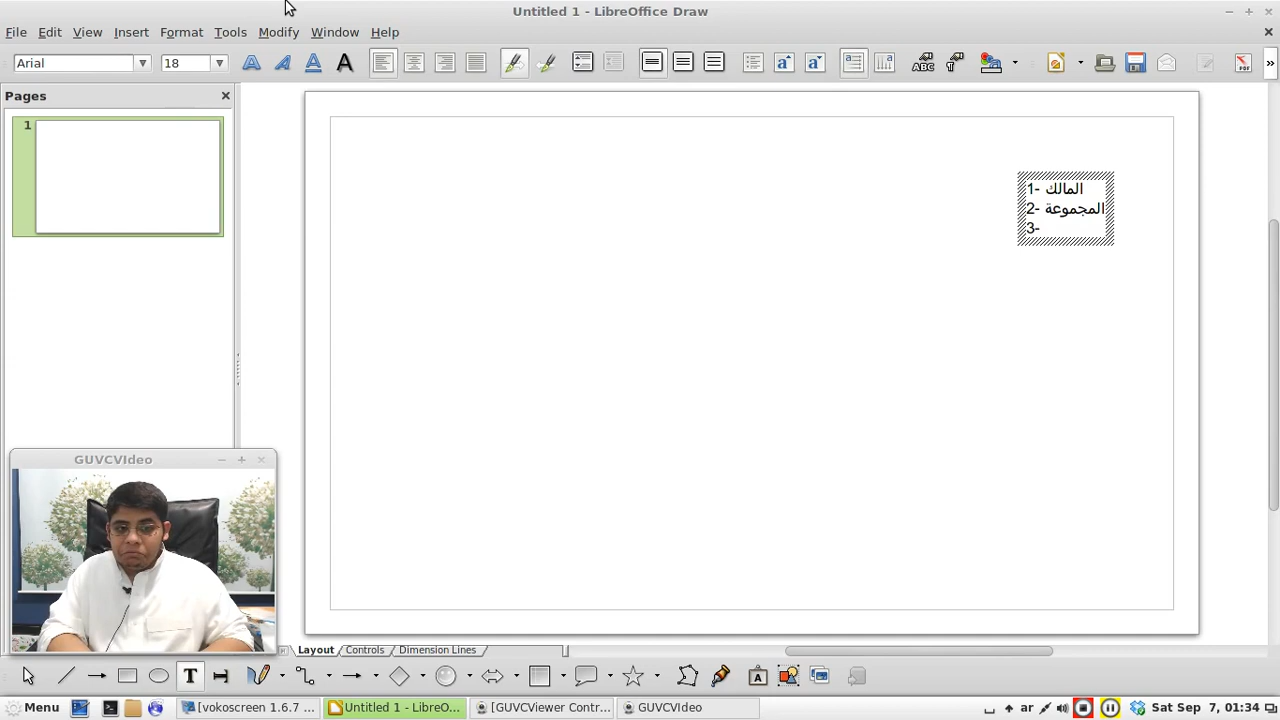 Untitled 1 - LibreOffice Draw
File Edit View Insert Format Tools Modify Window Help
Arial 18
Pages
1
1- المالك
2- المجموعة
3-
GUVCVIdeo
Layout Controls Dimension Lines
Menu [vokoscreen 1.6.7 ... Untitled 1 - LibreO... [GUVCViewer Contr... GUVCVIdeo ar Sat Sep 7, 01:34